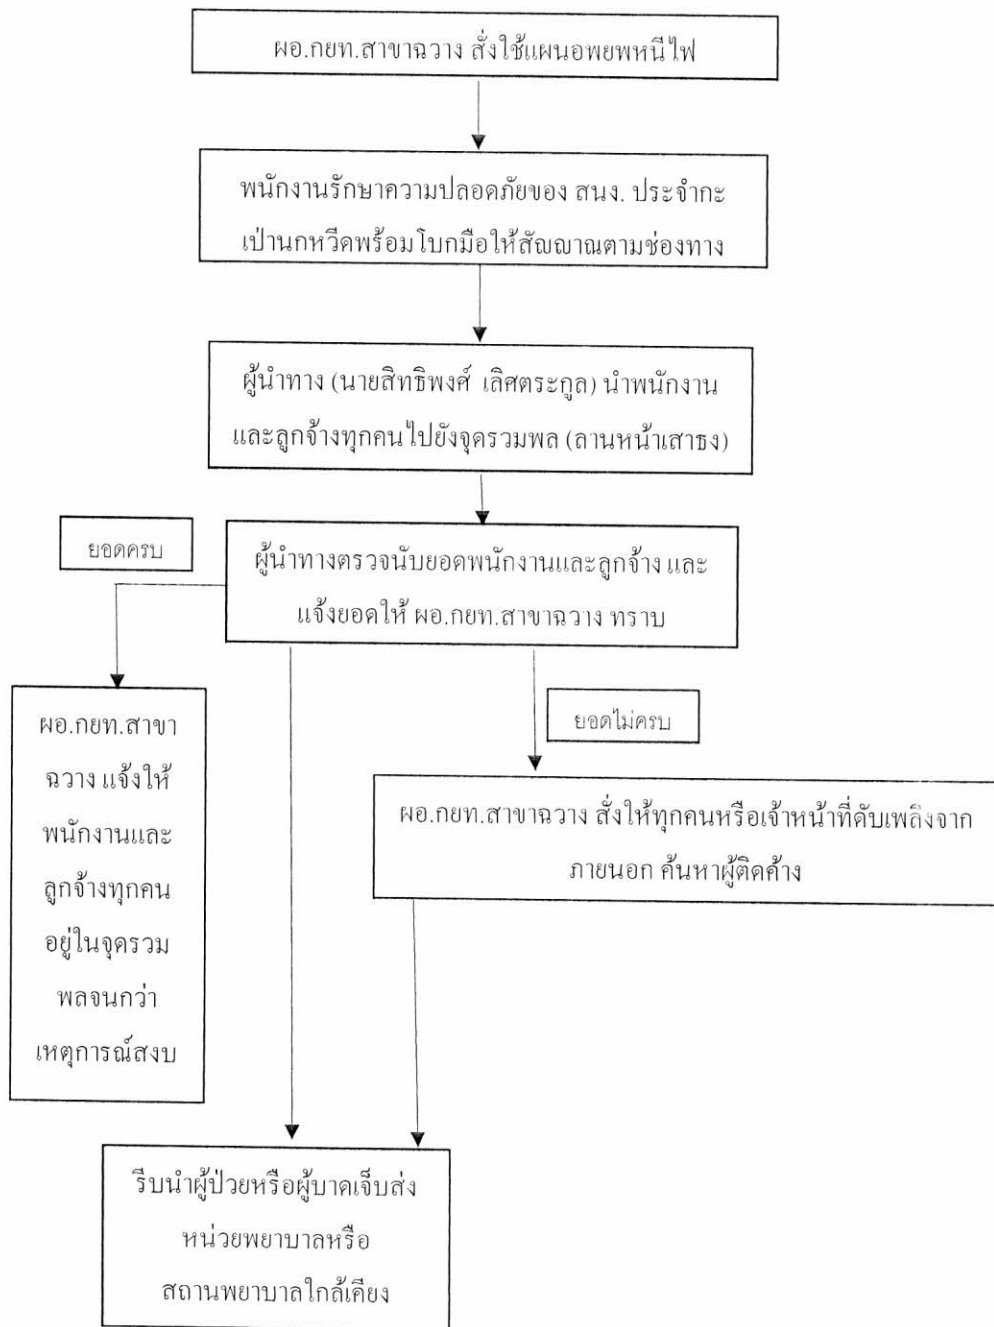 ผอ.กยท.สาขาฉวาง สั่งใช้แผนอพยพหนีไฟ
พนักงานรักษาความปลอดภัยของ สนง. ประจำกะ
เป่านกหวีดพร้อมโบกมือให้สัญญาณตามช่องทาง
ผู้นำทาง (นายสิทธิพงศ์ เลิศตระกูล) นำพนักงาน
และลูกจ้างทุกคนไปยังจุดรวมพล (ลานหน้าเสาธง)
ยอดครบ
ผู้นำทางตรวจนับยอดพนักงานและลูกจ้าง และ
แจ้งยอดให้ ผอ.กยท.สาขาฉวาง ทราบ
ผอ.กยท.สาขา
ฉวาง แจ้งให้
พนักงานและ
ลูกจ้างทุกคน
อยู่ในจุดรวม
พลจนกว่า
เหตุการณ์สงบ
ยอดไม่ครบ
ผอ.กยท.สาขาฉวาง สั่งให้ทุกคนหรือเจ้าหน้าที่ดับเพลิงจาก
ภายนอก ค้นหาผู้ติดค้าง
รีบนำผู้ป่วยหรือผู้บาดเจ็บส่ง
หน่วยพยาบาลหรือ
สถานพยาบาลใกล้เคียง